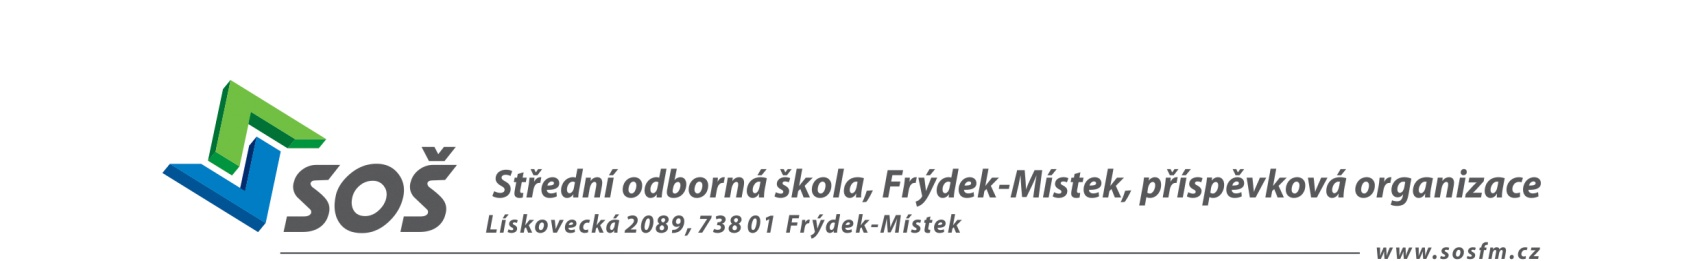 SOŠ
Střední odborná škola, Frýdek-Místek, příspěvková organizace
Lískovecká 2089, 738 01 Frýdek-Místek
www.sosfm.cz